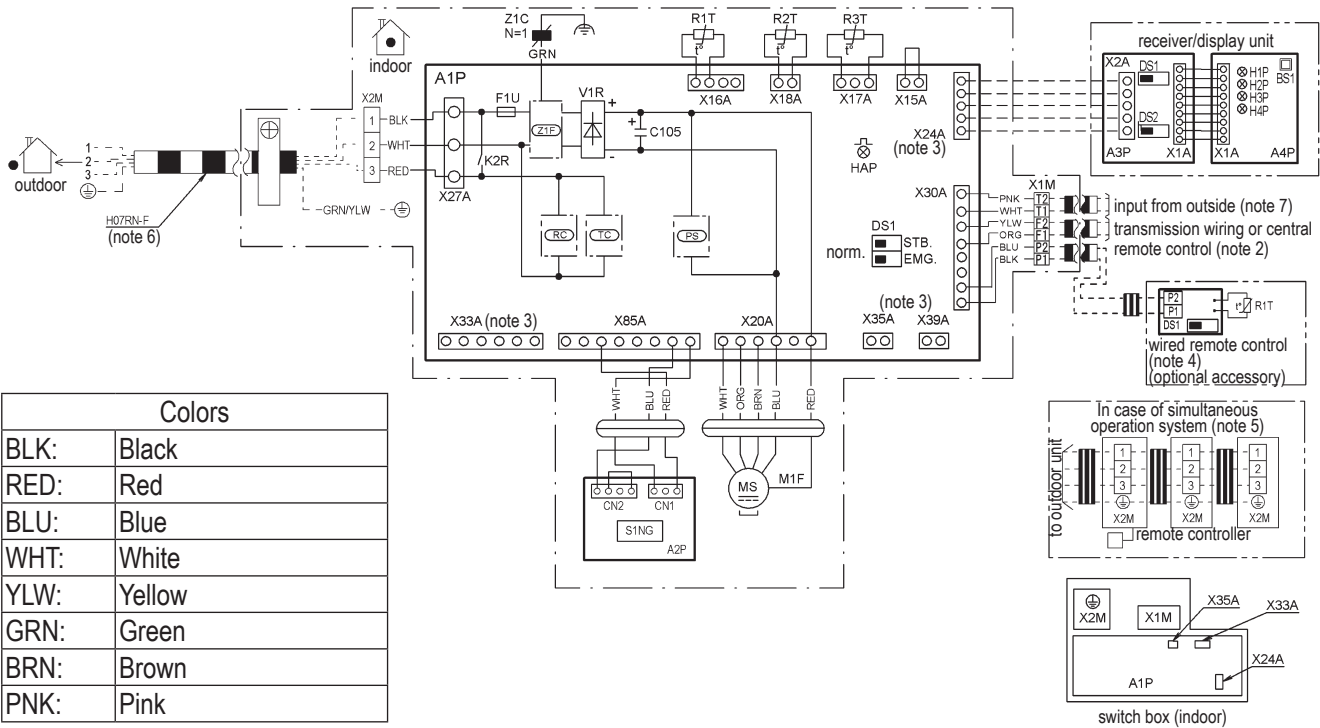 indoor
Z1C
N=1
GRN
R1T
t°
R2T
t°
R3T
t°
X16A
X18A
X17A
X15A
A1P
F1U
V1R
+
-
Z1F
+
C105
K2R
X27A
X2M
1
BLK
2
WHT
3
RED
GRN/YLW
outdoor
1
2
3
H07RN-F
(note 6)
RC
TC
PS
HAP
X24A
(note 3)
X30A
DS1
norm.
STB.
EMG.
(note 3)
X33A (note 3)
X85A
X20A
X35A
X39A
WHT
BLU
RED
WHT
ORG
BRN
BLU
RED
CN2
CN1
S1NG
A2P
MS
M1F
receiver/display unit
X2A
DS1
DS2
A3P
X1A
H1P
H2P
H3P
H4P
BS1
X1A
A4P
X1M
PNK
T2
WHT
T1
YLW
F2
ORG
F1
BLU
P2
BLK
P1
input from outside (note 7)
transmission wiring or central
remote control (note 2)
P2
P1
DS1
t°
R1T
wired remote control
(note 4)
(optional accessory)
In case of simultaneous
operation system (note 5)
to outdoor unit
1
2
3
X2M
1
2
3
X2M
1
2
3
X2M
remote controller
X2M
X1M
X35A
X33A
X24A
A1P
switch box (indoor)
Colors
BLK: Black
RED: Red
BLU: Blue
WHT: White
YLW: Yellow
GRN: Green
BRN: Brown
PNK: Pink